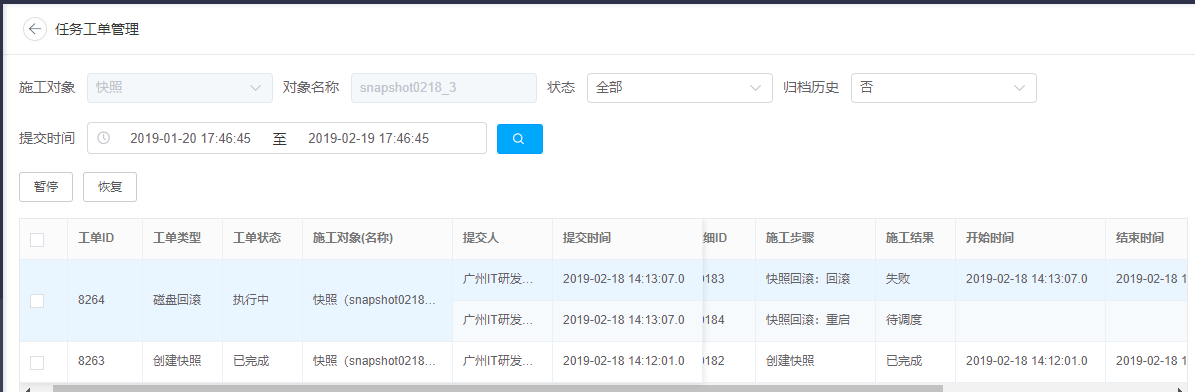 任务工单管理
施工对象 快照 对象名称 snapshot0218_3 状态 全部 归档历史 否
提交时间 2019-01-20 17:46:45 至 2019-02-19 17:46:45
暂停 恢复
工单ID 工单类型 工单状态 施工对象(名称) 提交人 提交时间 细ID 施工步骤 施工结果 开始时间 结束时间
8264 磁盘回滚 执行中 快照（snapshot0218... 广州IT研发... 2019-02-18 14:13:07.0 0183 快照回滚：回滚 失败 2019-02-18 14:13:07.0 2019-02-18 1
广州IT研发... 2019-02-18 14:13:07.0 0184 快照回滚：重启 待调度
8263 创建快照 已完成 快照（snapshot0218... 广州IT研发... 2019-02-18 14:12:01.0 0182 创建快照 已完成 2019-02-18 14:12:01.0 2019-02-18 1